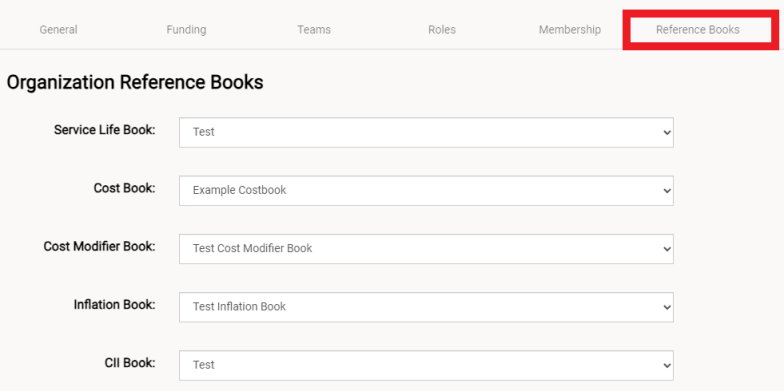 General Funding Teams Roles Membership Reference Books
Organization Reference Books
Service Life Book: Test
Cost Book: Example Costbook
Cost Modifier Book: Test Cost Modifier Book
Inflation Book: Test Inflation Book
CII Book: Test